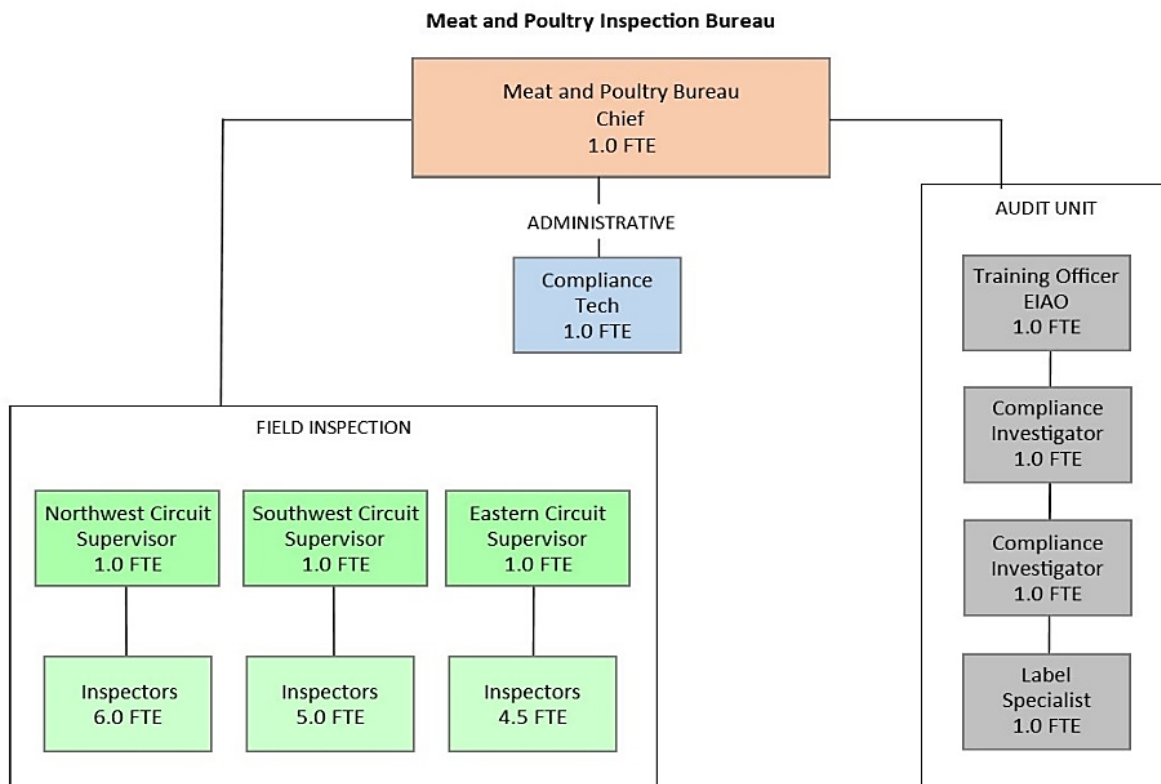 Meat and Poultry Inspection Bureau
Meat and Poultry Bureau
Chief
1.0 FTE
ADMINISTRATIVE
Compliance
Tech
1.0 FTE
AUDIT UNIT
Training Officer
EIAO
1.0 FTE
Compliance
Investigator
1.0 FTE
Compliance
Investigator
1.0 FTE
Label
Specialist
1.0 FTE
FIELD INSPECTION
Northwest Circuit
Supervisor
1.0 FTE
Southwest Circuit
Supervisor
1.0 FTE
Eastern Circuit
Supervisor
1.0 FTE
Inspectors
6.0 FTE
Inspectors
5.0 FTE
Inspectors
4.5 FTE